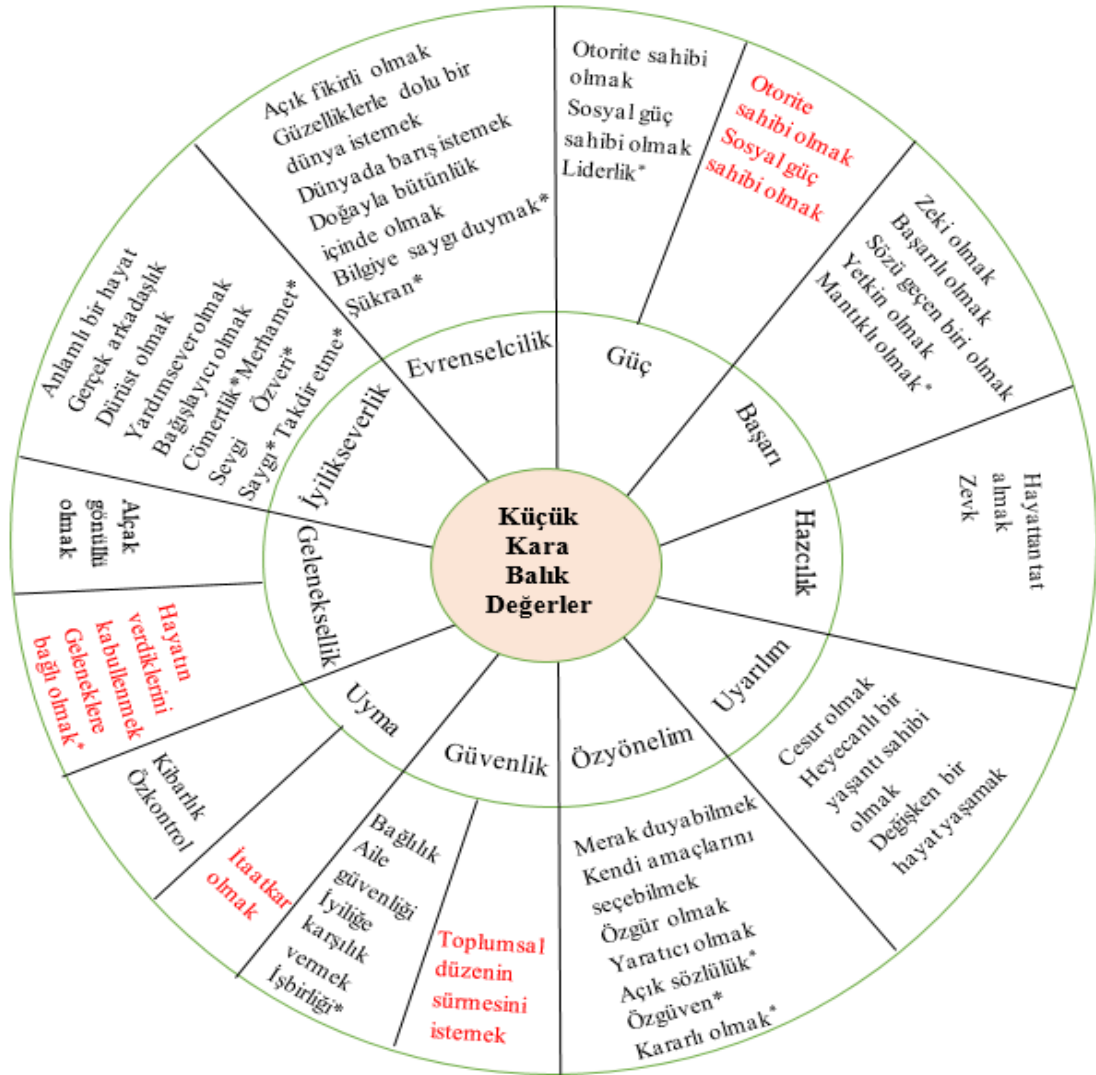 Küçük
Kara
Balık
Değerler
Güç
Otorite sahibi
olmak
Sosyal güç
sahibi olmak
Liderlik*
Otorite
sahibi olmak
Sosyal güç
sahibi olmak
Başarı
Zeki olmak
Başarılı olmak
Sözü geçen biri olmak
Yetkin olmak
Mantıklı olmak*
Hazcılık
Hayattan tat
almak
Zevk
Uyarılım
Cesur olmak
Heyecanlı bir
yaşantı sahibi
olmak
Değişken bir
hayat yaşamak
Özyönelim
Merak duyabilmek
Kendi amaçlarını
seçebilmek
Özgür olmak
Yaratıcı olmak
Açık sözlülük*
Özgüven*
Kararlı olmak*
Güvenlik
Toplumsal
düzenin
sürmesini
istemek
Bağlılık
Aile
güvenliği
İyiliğe
karşılık
vermek
İşbirliği*
Uyma
İtaatkar
olmak
Kibarlık
Özkontrol
Geleneksellik
Hayatın
verdiklerini
kabullenmek
Geleneklere
bağlı olmak*
Alçak
gönüllü
olmak
İyilikseverlik
Anlamlı bir hayat
Gerçek arkadaşlık
Dürüst olmak
Yardımsever olmak
Bağışlayıcı olmak
Cömertlik* Merhamet*
Sevgi Özveri*
Saygı* Takdir etme*
Evrenselcilik
Açık fikirli olmak
Güzelliklerle dolu bir
dünya istemek
Dünyada barış istemek
Doğayla bütünlük
içinde olmak
Bilgiye saygı duymak*
Şükran*